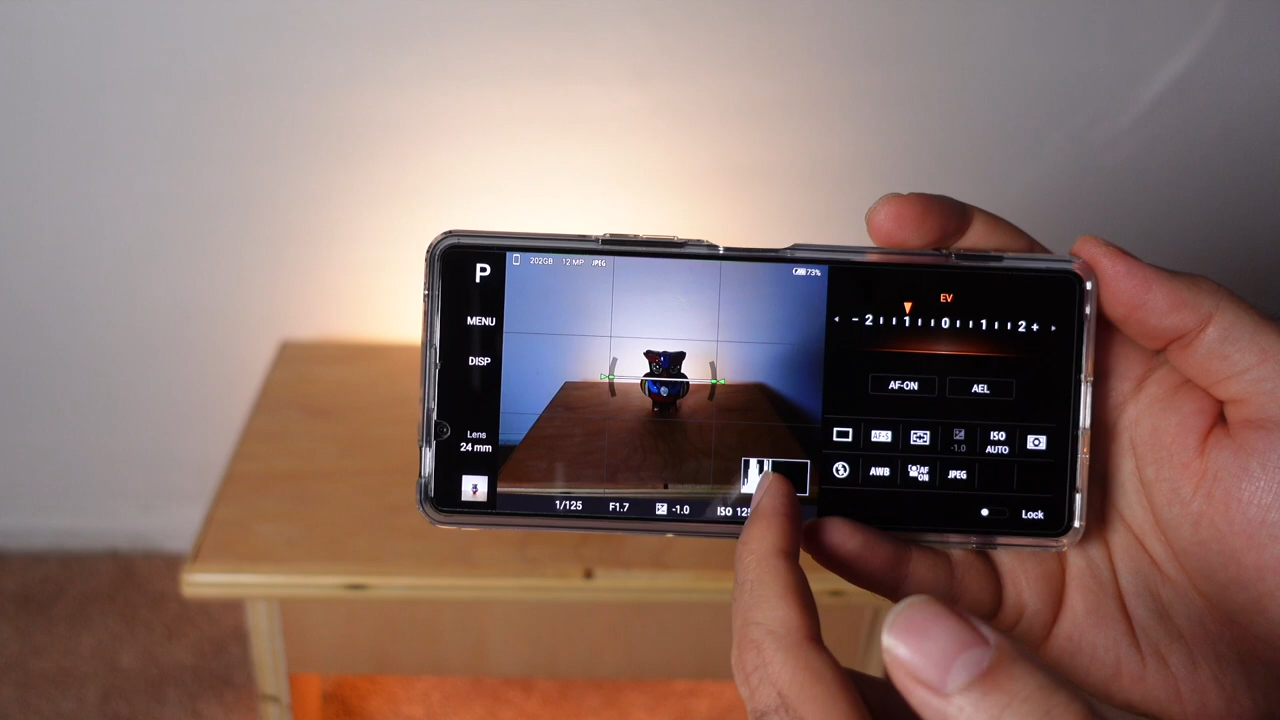 P
MENU
DISP
Lens
24 mm
202GB 12 MP JPEG
73%
1/125 F1.7 -1.0 ISO
EV
- 2 1 0 1 2 +
AF-ON AEL
AF-S -1.0 ISO AUTO
AWB AF ON JPEG
Lock